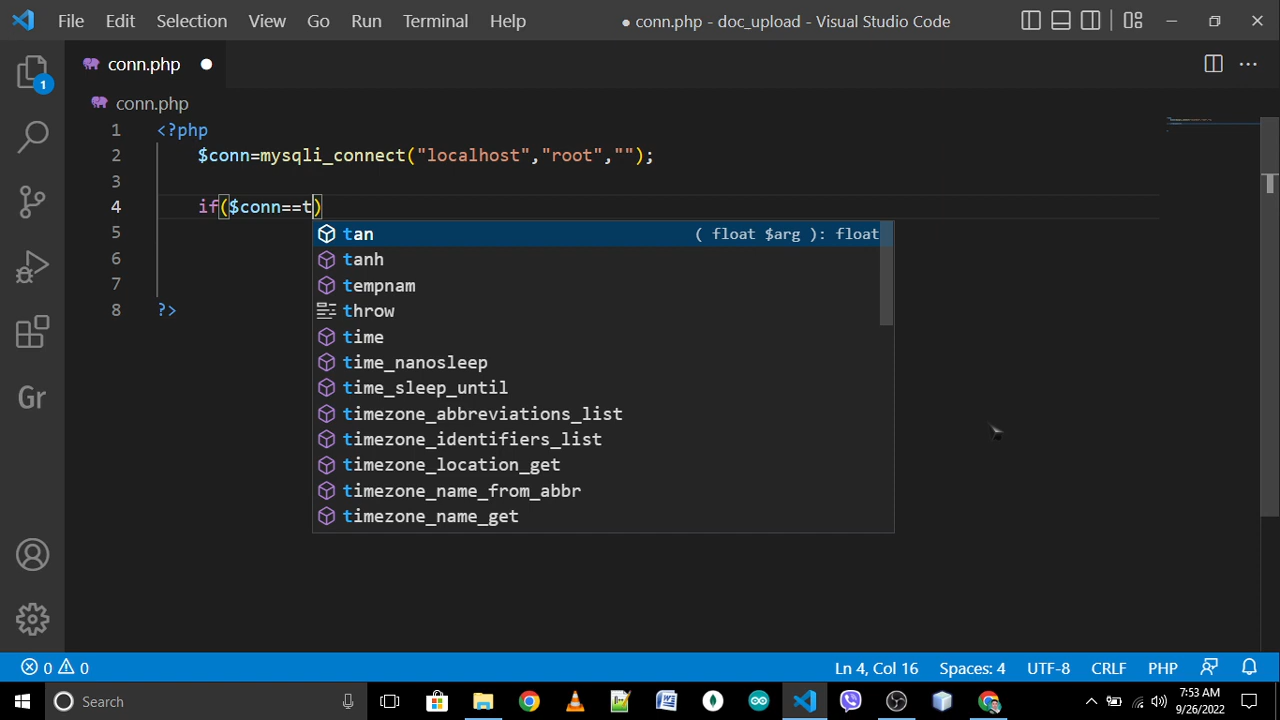 File Edit Selection View Go Run Terminal Help ● conn.php - doc_upload - Visual Studio Code
conn.php
1
conn.php
1 <?php
2 $conn=mysqli_connect("localhost","root","");
3
4 if($conn==t)
5 tan ( float $arg ): float
6 tanh
7 tempnam
8 ?> throw
time
time_nanosleep
time_sleep_until
timezone_abbreviations_list
timezone_identifiers_list
timezone_location_get
timezone_name_from_abbr
timezone_name_get
Gr
0 0 Ln 4, Col 16 Spaces: 4 UTF-8 CRLF PHP
Search
7:53 AM
9/26/2022